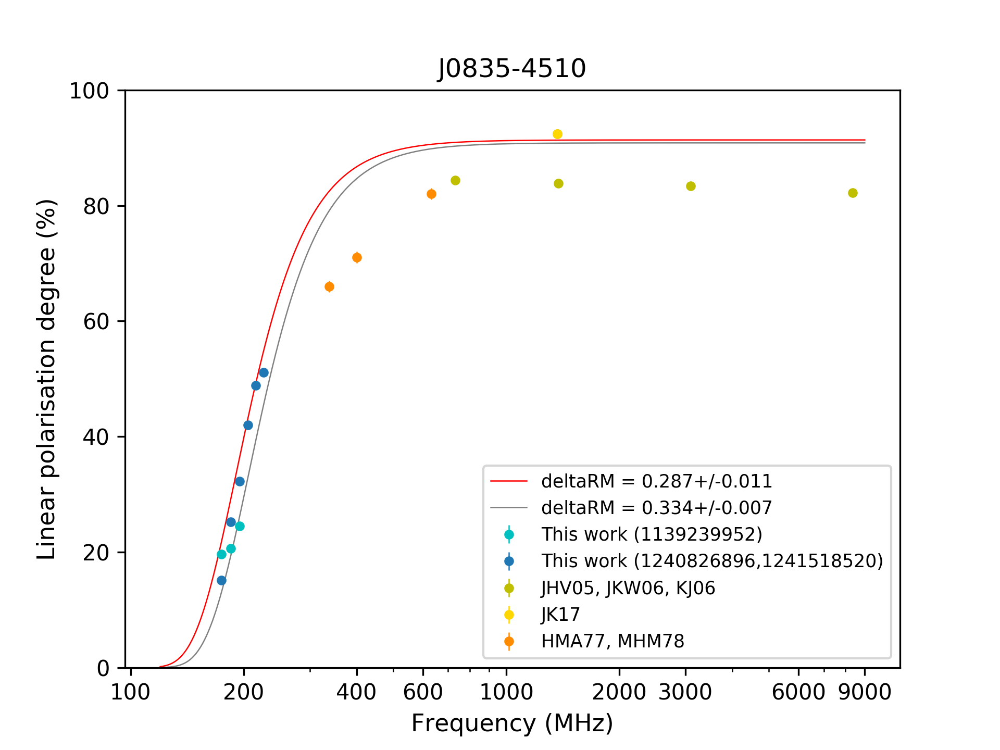 J0835-4510
100
80
60
40
20
0
Linear polarisation degree (%)
deltaRM = 0.287+/-0.011
deltaRM = 0.334+/-0.007
This work (1139239952)
This work (1240826896,1241518520)
JHV05, JKW06, KJ06
JK17
HMA77, MHM78
100 200 400 600 1000 2000 3000 6000 9000
Frequency (MHz)